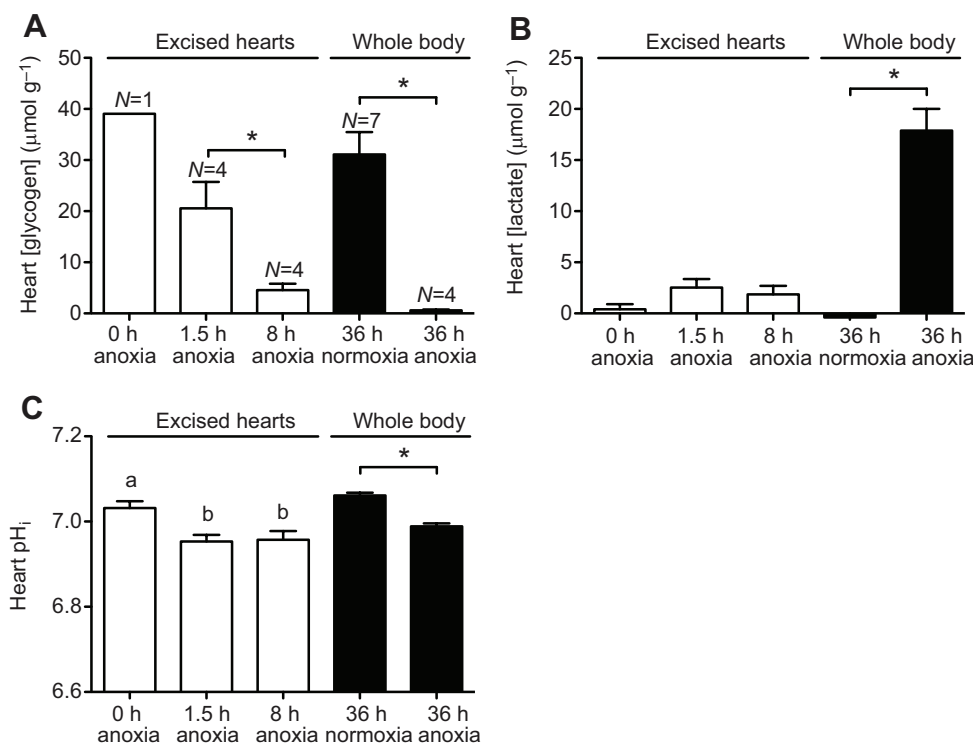 A
Excised hearts Whole body
Heart [glycogen] (μmol g⁻¹)
50
40
30
20
10
0
N=1
N=4
*
N=4
N=7
*
N=4
0 h 1.5 h 8 h 36 h 36 h
anoxia anoxia anoxia normoxia anoxia
B
Excised hearts Whole body
Heart [lactate] (μmol g⁻¹)
25
20
15
10
5
0
*
0 h 1.5 h 8 h 36 h 36 h
anoxia anoxia anoxia normoxia anoxia
C
Excised hearts Whole body
Heart pHᵢ
7.2
7.0
6.8
6.6
a
b
b
*
0 h 1.5 h 8 h 36 h 36 h
anoxia anoxia anoxia normoxia anoxia